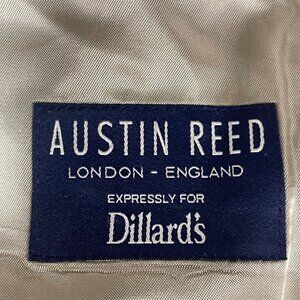 AUSTIN REED
LONDON - ENGLAND
EXPRESSLY FOR
Dillard's